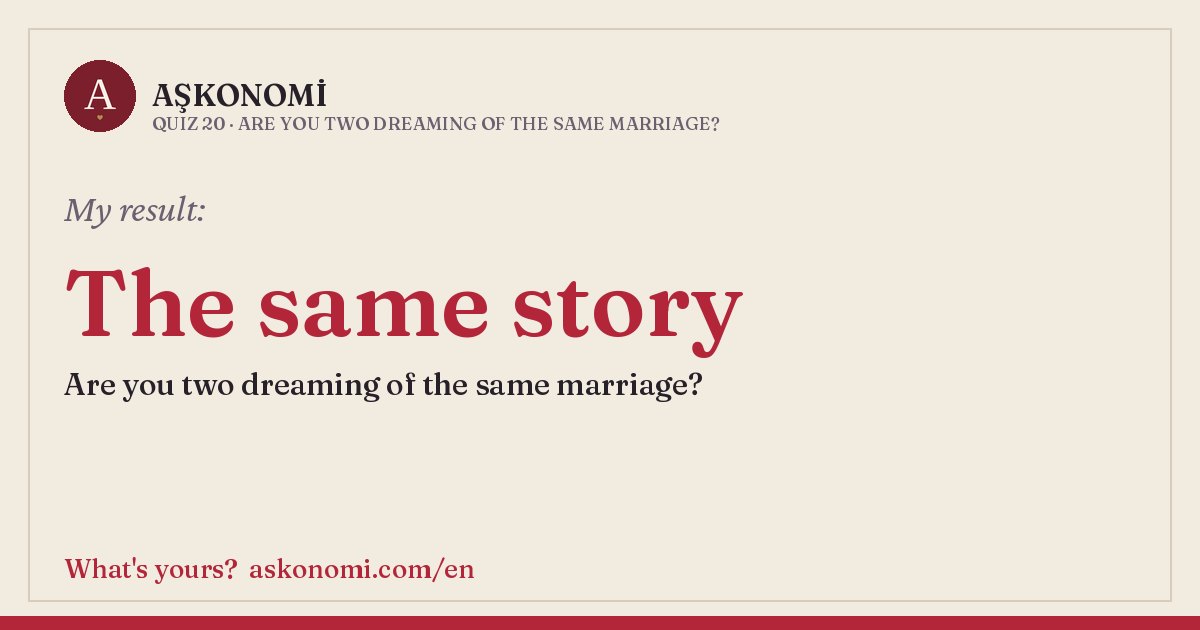 A
AŞKONOMİ
QUIZ 20 · ARE YOU TWO DREAMING OF THE SAME MARRIAGE?
My result:
The same story
Are you two dreaming of the same marriage?
What's yours? askonomi.com/en